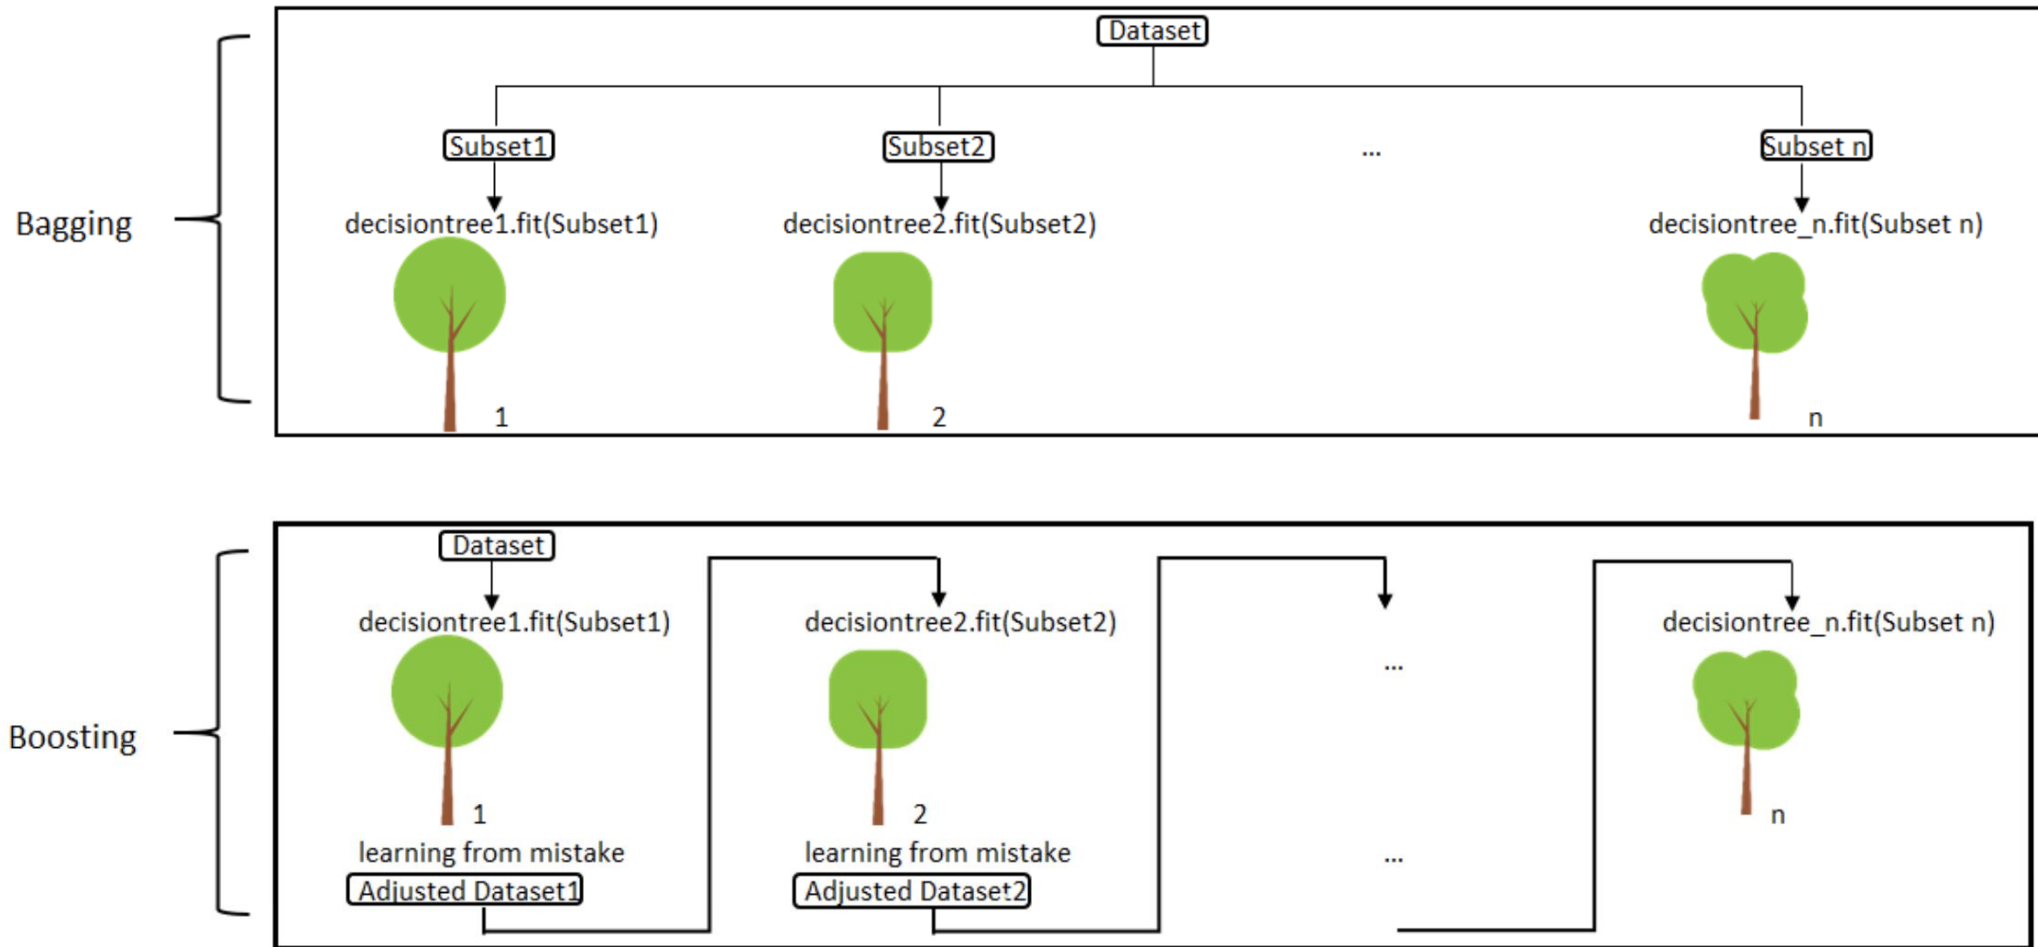 Dataset
Subset1 Subset2 ... Subset n
Bagging
decisiontree1.fit(Subset1) decisiontree2.fit(Subset2) decisiontree_n.fit(Subset n)
1 2 n
Dataset
decisiontree1.fit(Subset1) decisiontree2.fit(Subset2) decisiontree_n.fit(Subset n)
...
Boosting
1 2 n
learning from mistake learning from mistake ...
Adjusted Dataset1 Adjusted Dataset2